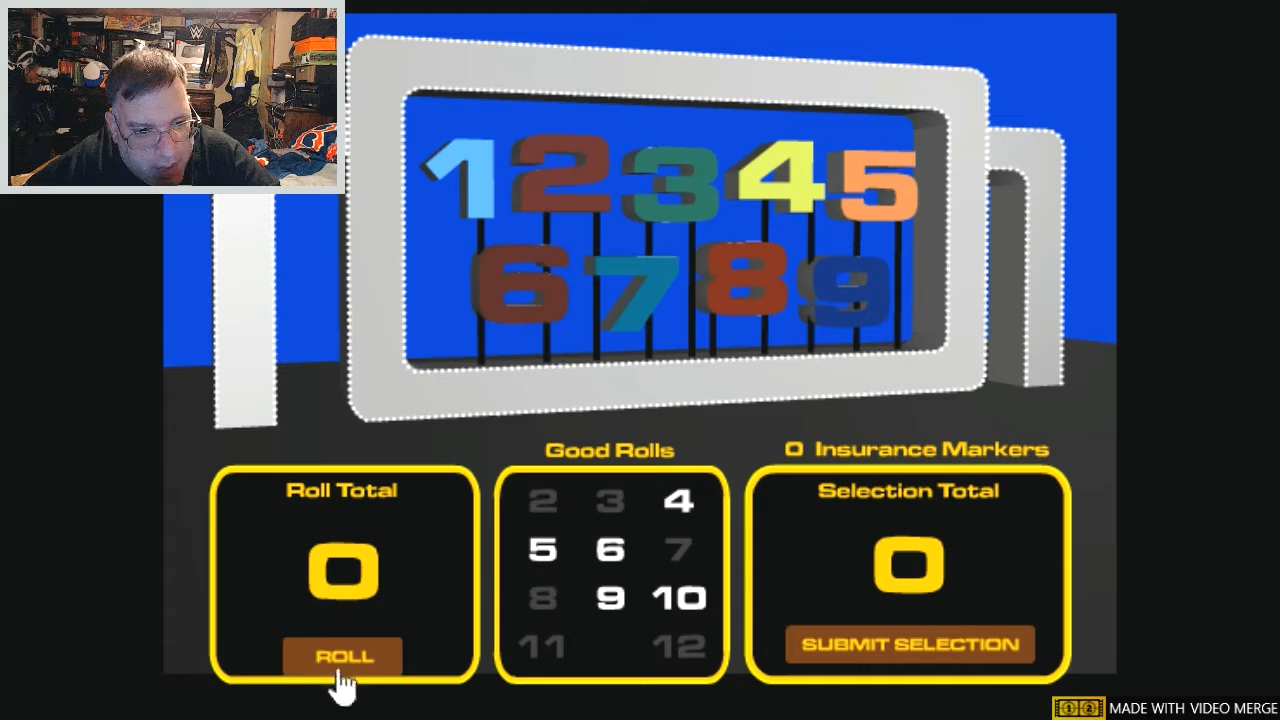 W
1 2 3 4 5
6 7 8 9
Good Rolls
0 Insurance Markers
Roll Total
0
ROLL
2 3 4
5 6 7
8 9 10
11 12
Selection Total
0
SUBMIT SELECTION
1 2 MADE WITH VIDEO MERGE